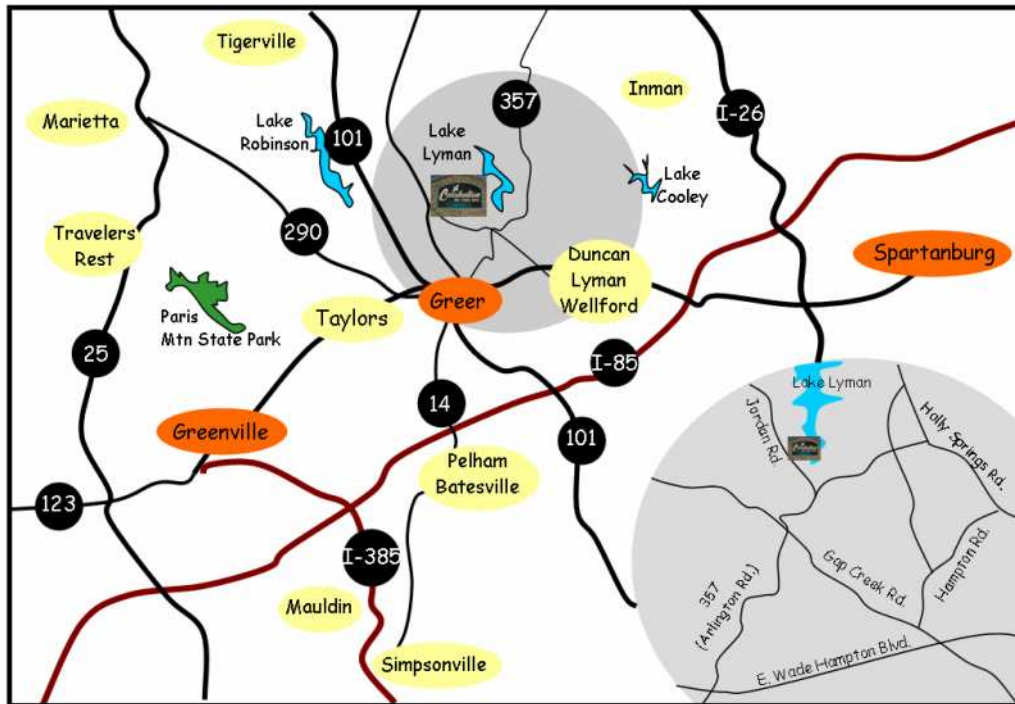 Tigerville
357
Inman
I-26
Marietta
Lake
Robinson
101
Lake
Lyman
Lake
Cooley
290
Travelers
Rest
Duncan
Lyman
Wellford
Spartanburg
Greer
Paris
Mtn State Park
Taylors
25
I-85
14
Greenville
101
Pelham
Batesville
123
I-385
Mauldin
Simpsonville
Lake Lyman
Jordan Rd.
Holly Springs Rd.
Hampton Rd.
Gap Creek Rd.
357
(Arlington Rd.)
E. Wade Hampton Blvd.